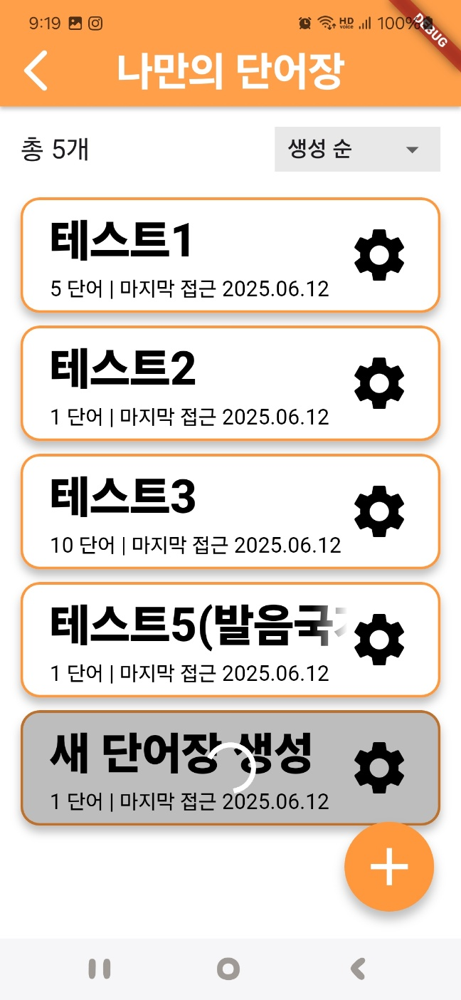 9:19 HD voice 100%
DEBUG
나만의 단어장
총 5개 생성 순
테스트1
5 단어 | 마지막 접근 2025.06.12
테스트2
1 단어 | 마지막 접근 2025.06.12
테스트3
10 단어 | 마지막 접근 2025.06.12
테스트5(발음국
1 단어 | 마지막 접근 2025.06.12
새 단어장 생성
1 단어 | 마지막 접근 2025.06.12